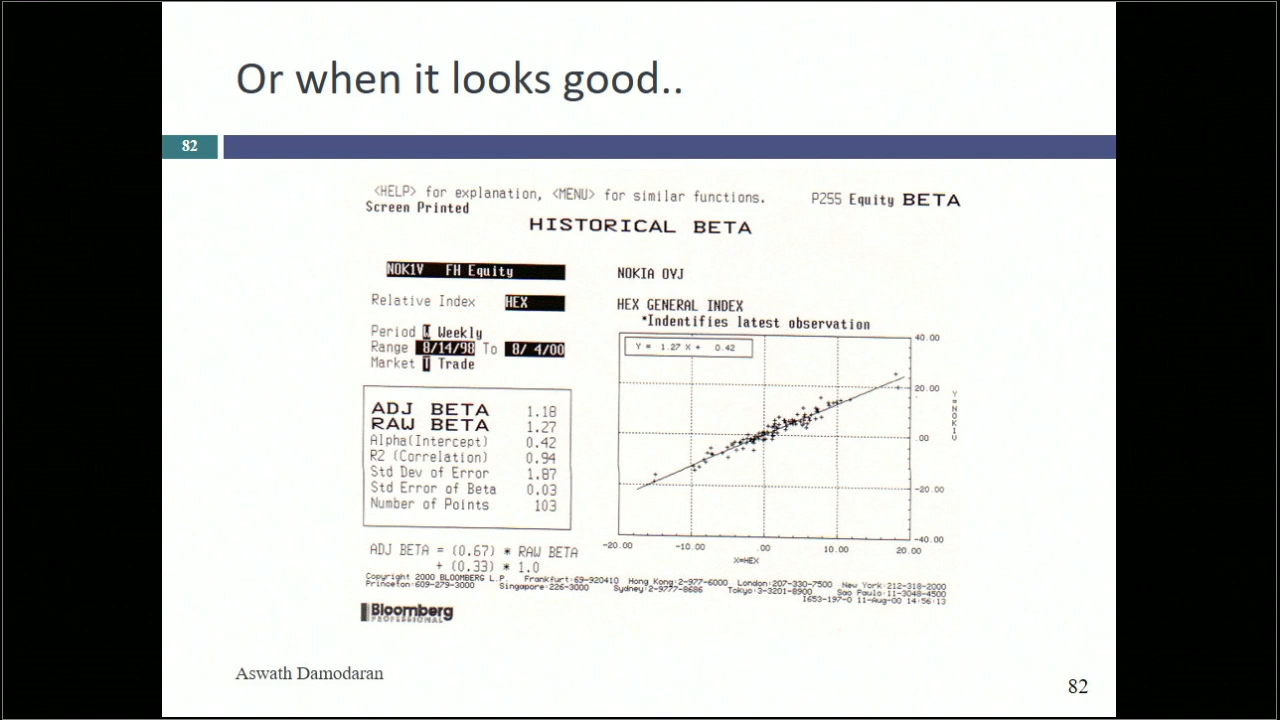 Or when it looks good..
82
<HELP> for explanation, <MENU> for similar functions.
P255 Equity BETA
Screen Printed
HISTORICAL BETA
NOK1V FH Equity
NOKIA OYJ
Relative Index HEX
HEX GENERAL INDEX
*Indentifies latest observation
Period W Weekly
Range 8/14/98 To 8/ 4/00
Market T Trade
Y = 1.27 X + 0.42
40.00
20.00
.00
-20.00
-40.00
Y=NOK1V
-20.00 -10.00 .00 10.00 20.00
X=HEX
ADJ BETA 1.18
RAW BETA 1.27
Alpha(Intercept) 0.42
R2 (Correlation) 0.94
Std Dev of Error 1.87
Std Error of Beta 0.03
Number of Points 103
ADJ BETA = (0.67) * RAW BETA
+ (0.33) * 1.0
Copyright 2000 BLOOMBERG L.P. Frankfurt:69-920410 Hong Kong:2-977-6000 London:207-330-7500 New York:212-318-2000
Princeton:609-279-3000 Singapore:226-3000 Sydney:2-9777-8686 Tokyo:3-3201-8900 Sao Paulo:11-3048-4500
I653-197-0 11-Aug-00 14:56:13
Bloomberg
PROFESSIONAL
Aswath Damodaran
82